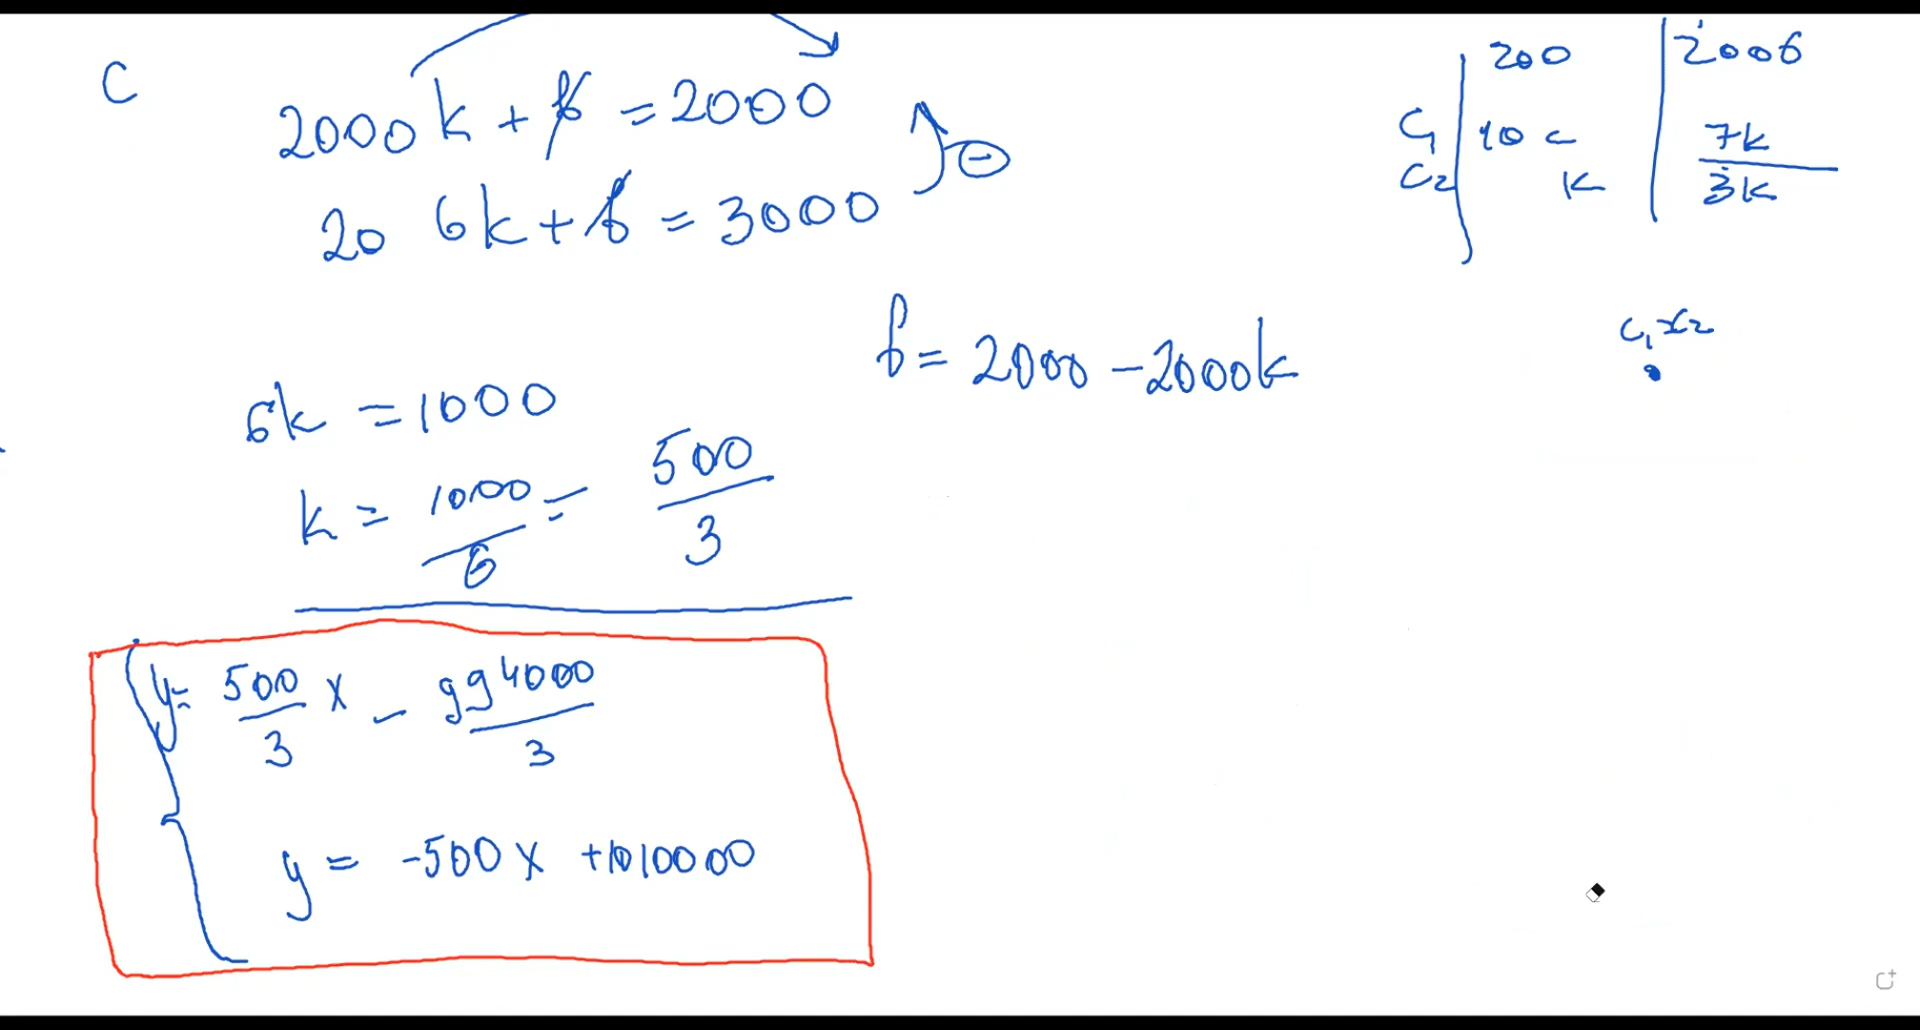 C
2000k + b = 2000
20 6k + b = 3000
b = 2000 - 2000k
6k = 1000
k = 1000/6 = 500/3
y = 500/3 x - 994000/3
y = -500x + 1010000
200 | 2006
C1 | 10 c | 7k
C2 | k | 3k